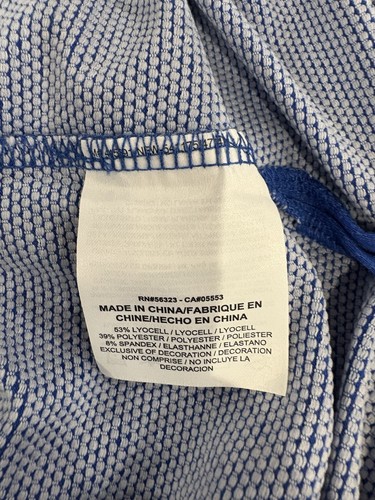 RN#56323 - CA#05553
MADE IN CHINA/FABRIQUE EN
CHINE/HECHO EN CHINA
53% LYOCELL / LYOCELL / LYOCELL
39% POLYESTER / POLYESTER / POLIESTER
8% SPANDEX / ELASTHANNE / ELASTANO
EXCLUSIVE OF DECORATION / DECORATION
NON COMPRISE / NO INCLUYE LA
DECORACION